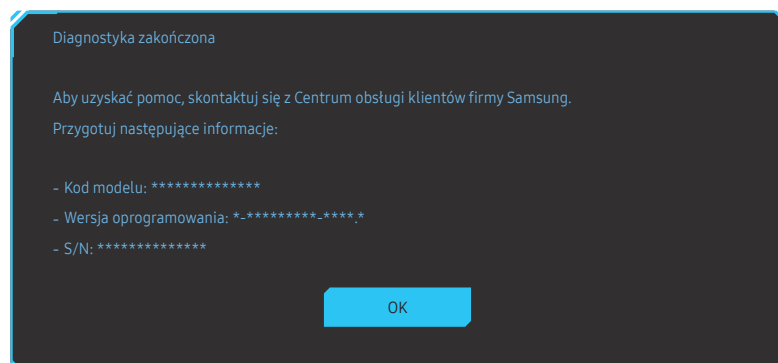 Diagnostyka zakończona
Aby uzyskać pomoc, skontaktuj się z Centrum obsługi klientów firmy Samsung.
Przygotuj następujące informacje:
- Kod modelu: **************
- Wersja oprogramowania: *-*********-****.*
- S/N: **************
OK